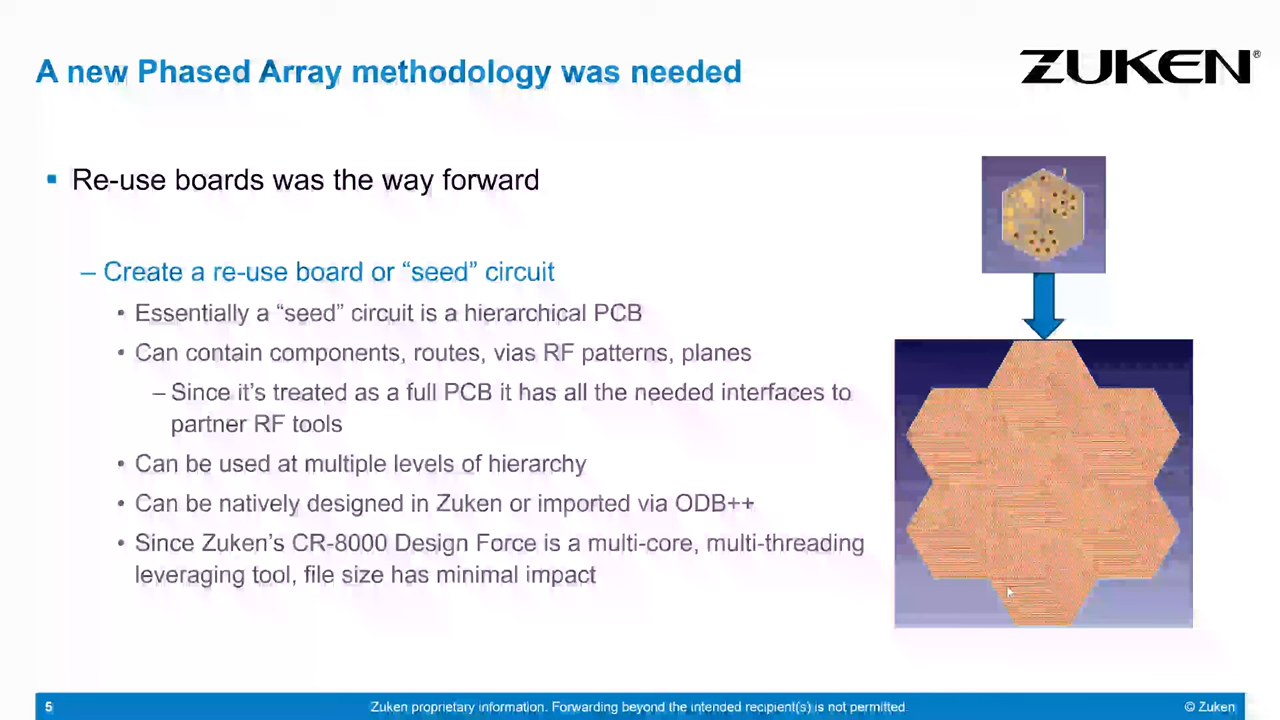 A new Phased Array methodology was needed
ZUKEN®
▪ Re-use boards was the way forward
– Create a re-use board or “seed” circuit
• Essentially a “seed” circuit is a hierarchical PCB
• Can contain components, routes, vias RF patterns, planes
– Since it’s treated as a full PCB it has all the needed interfaces to
partner RF tools
• Can be used at multiple levels of hierarchy
• Can be natively designed in Zuken or imported via ODB++
• Since Zuken’s CR-8000 Design Force is a multi-core, multi-threading
leveraging tool, file size has minimal impact
5
Zuken proprietary information. Forwarding beyond the intended recipient(s) is not permitted
© Zuken